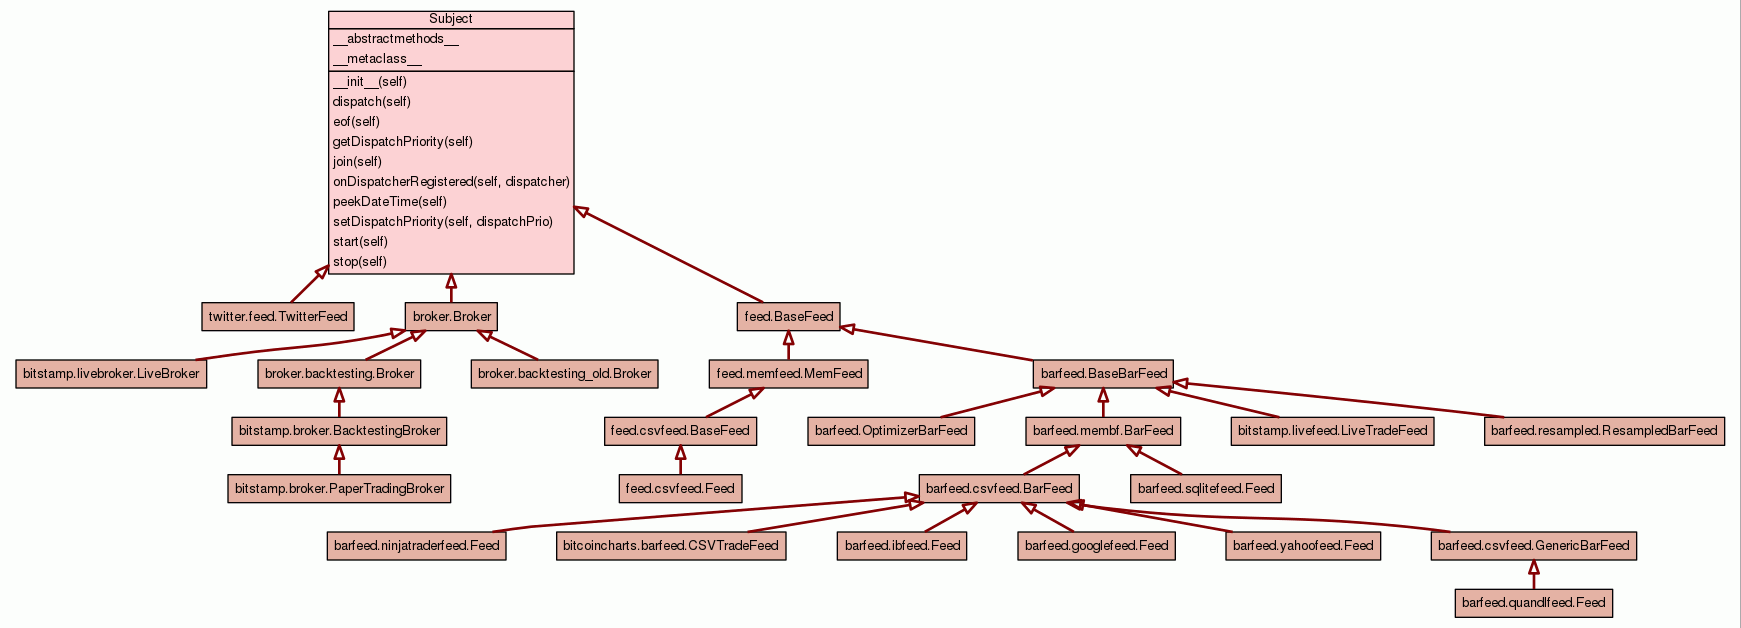 Subject
__abstractmethods__
__metaclass__
__init__(self)
dispatch(self)
eof(self)
getDispatchPriority(self)
join(self)
onDispatcherRegistered(self, dispatcher)
peekDateTime(self)
setDispatchPriority(self, dispatchPrio)
start(self)
stop(self)
twitter.feed.TwitterFeed
broker.Broker
feed.BaseFeed
bitstamp.livebroker.LiveBroker
broker.backtesting.Broker
broker.backtesting_old.Broker
feed.memfeed.MemFeed
barfeed.BaseBarFeed
bitstamp.broker.BacktestingBroker
feed.csvfeed.BaseFeed
barfeed.OptimizerBarFeed
barfeed.membf.BarFeed
bitstamp.livefeed.LiveTradeFeed
barfeed.resampled.ResampledBarFeed
bitstamp.broker.PaperTradingBroker
feed.csvfeed.Feed
barfeed.csvfeed.BarFeed
barfeed.sqlitefeed.Feed
barfeed.ninjatraderfeed.Feed
bitcoincharts.barfeed.CSVTradeFeed
barfeed.ibfeed.Feed
barfeed.googlefeed.Feed
barfeed.yahoofeed.Feed
barfeed.csvfeed.GenericBarFeed
barfeed.quandlfeed.Feed